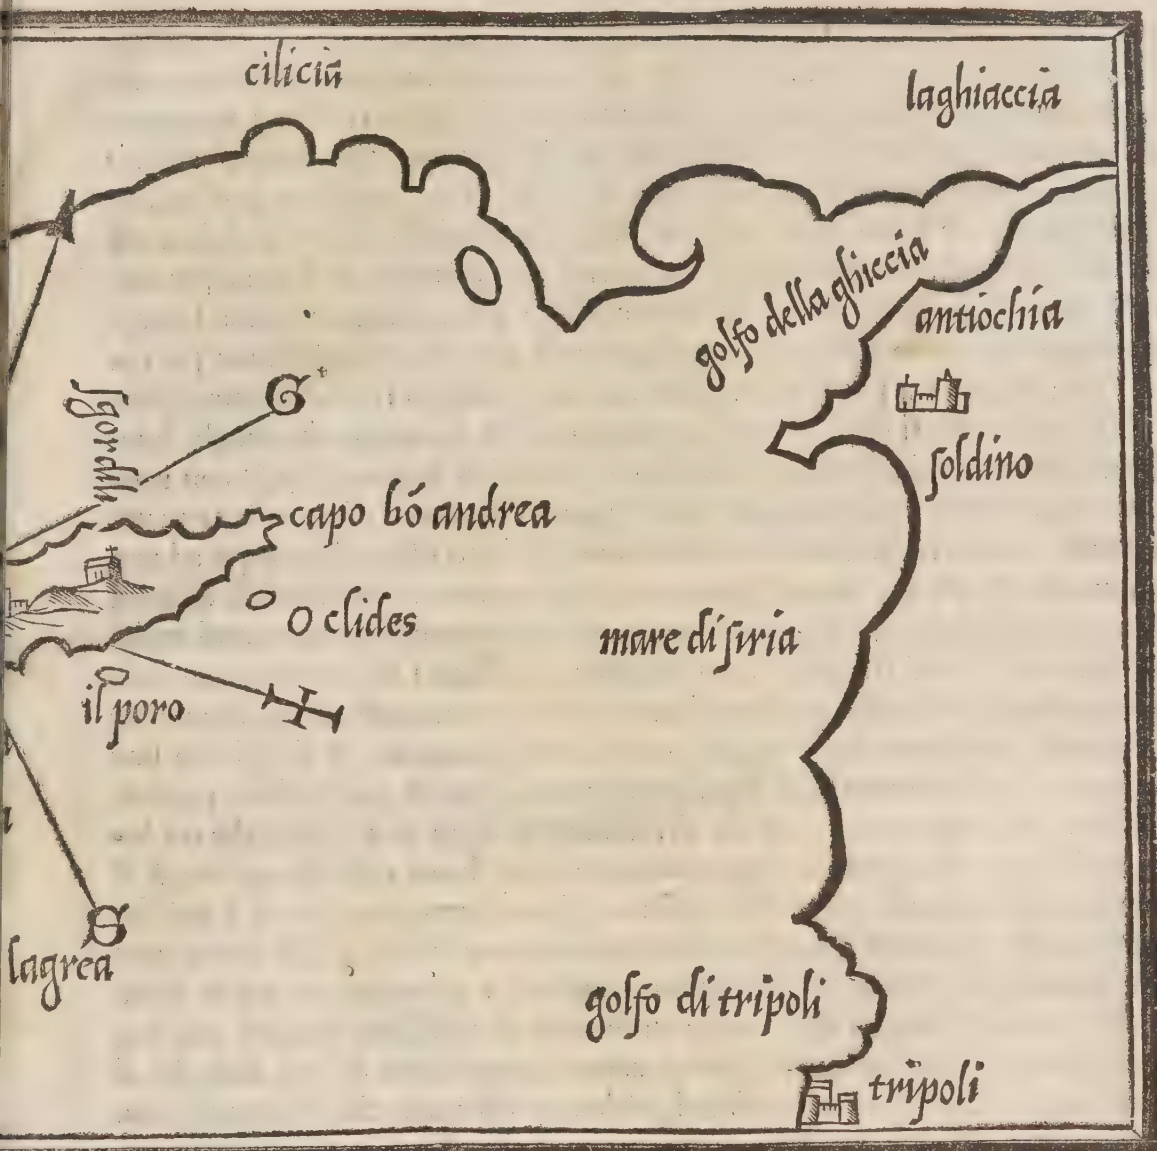 cilicia
laghiaccia
golfo della ghiccia
antiochia
G
soldino
capo bó andrea
clides
mare di siria
il poro
S
lagrea
golfo di tripoli
tripoli